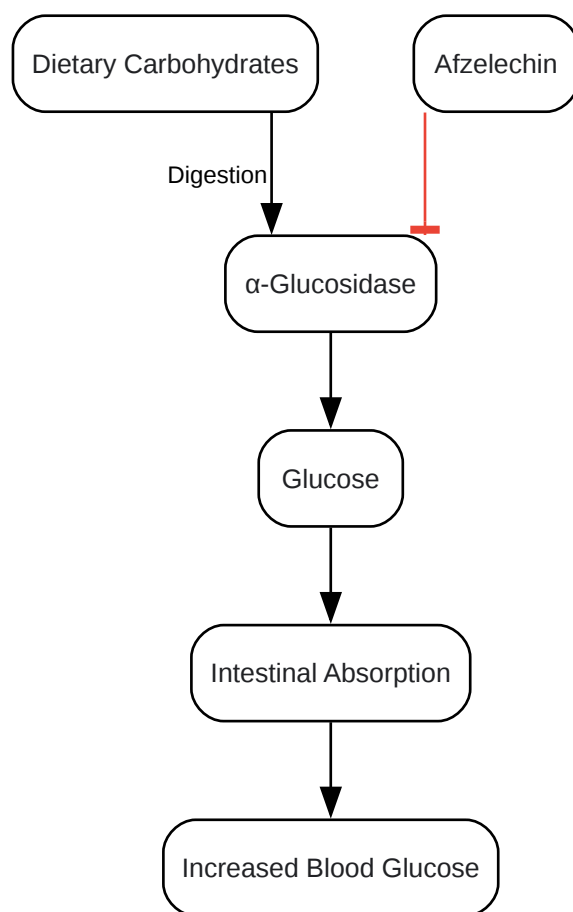 Dietary Carbohydrates
Afzelechin
Digestion
α-Glucosidase
Glucose
Intestinal Absorption
Increased Blood Glucose